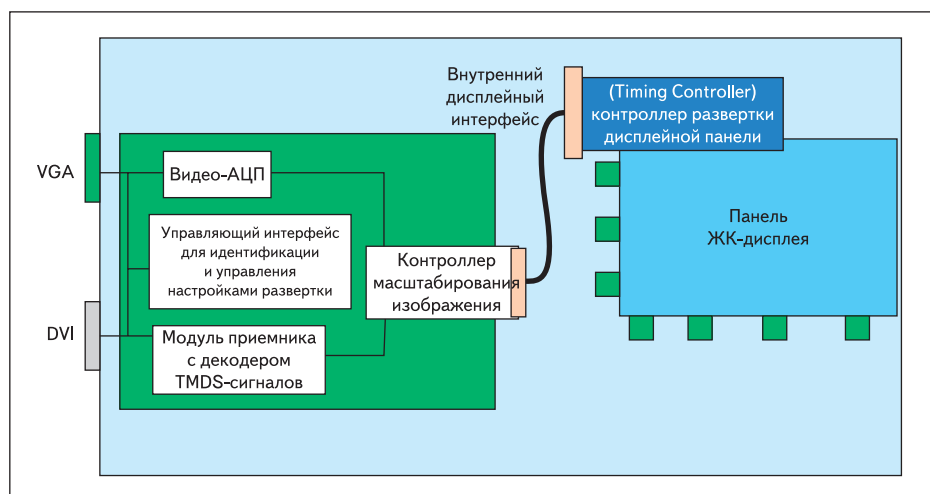 VGA
DVI
Видео-АЦП
Управляющий интерфейс
для идентификации
и управления
настройками развертки
Модуль приемника
с декодером
TMDS-сигналов
Контроллер
масштабирования
изображения
Внутренний
дисплейный
интерфейс
(Timing Controller)
контроллер развертки
дисплейной панели
Панель
ЖК-дисплея